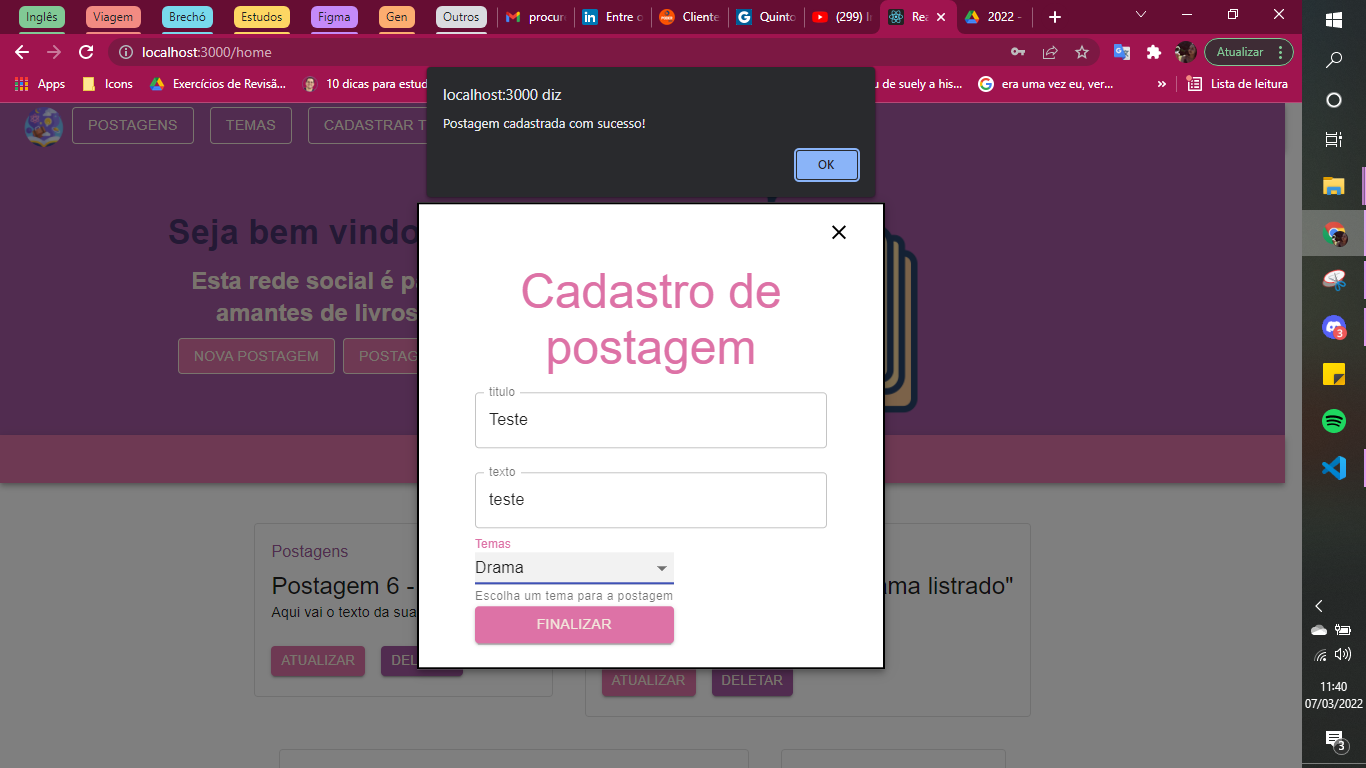 Inglês Viagem Brechó Estudos Figma Gen Outros procur Entre o Cliente Quinto (299) Rea 2022 -
localhost:3000/home Atualizar
Apps Icons Exercícios de Revisã... 10 dicas para estud u de suely a his... era uma vez eu, ver... » Lista de leitura
localhost:3000 diz
Postagem cadastrada com sucesso!
OK
POSTAGENS TEMAS CADASTRAR T
Seja bem vindo
Esta rede social é pa
amantes de livros
NOVA POSTAGEM POSTAG
Cadastro de
postagem
titulo
Teste
texto
teste
Temas
Drama
Escolha um tema para a postagem
FINALIZAR
Postagens
Postagem 6 - ma listrado"
Aqui vai o texto da sua
ATUALIZAR DEL
ATUALIZAR DELETAR
3
11:40
07/03/2022
3